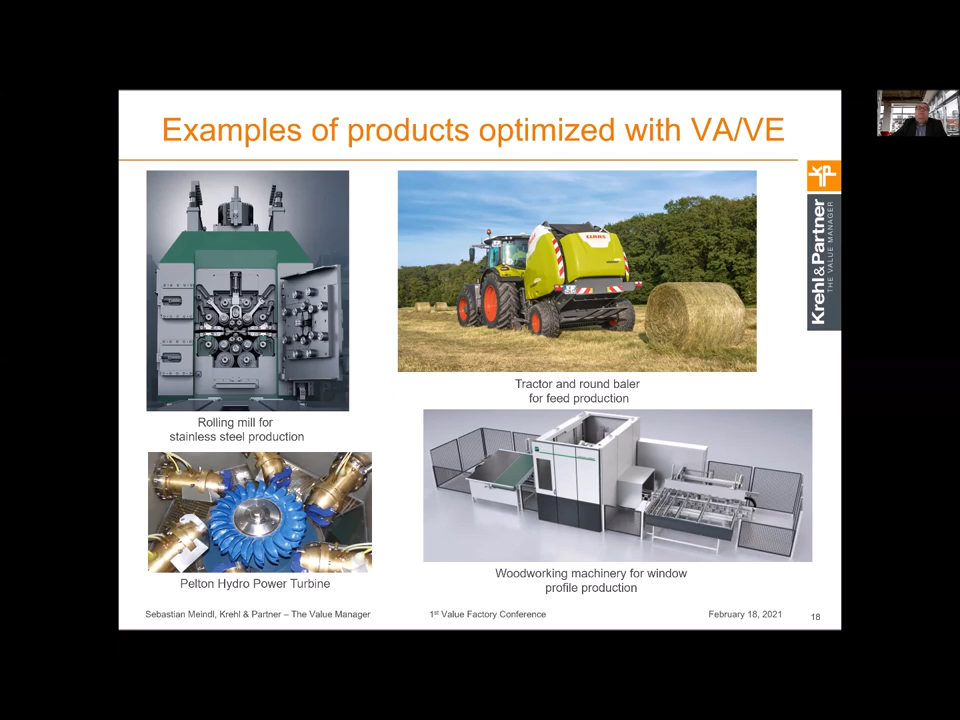 Examples of products optimized with VA/VE
Krehl&Partner
THE VALUE MANAGER
CLAAS
Rolling mill for
stainless steel production
Tractor and round baler
for feed production
Pelton Hydro Power Turbine
Woodworking machinery for window
profile production
Sebastian Meindl, Krehl & Partner – The Value Manager
1st Value Factory Conference
February 18, 2021
18